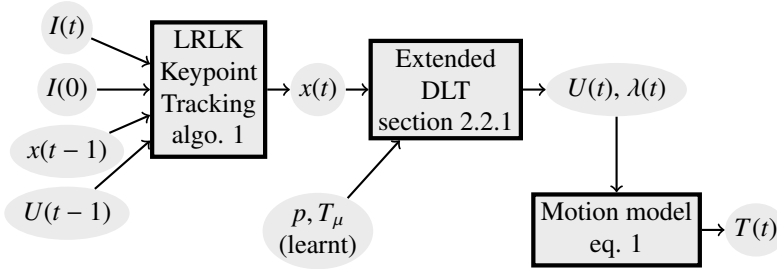 I(t)
I(0)
x(t − 1)
U(t − 1)
LRLK
Keypoint
Tracking
algo. 1
x(t)
Extended
DLT
section 2.2.1
p, Tμ
(learnt)
U(t), λ(t)
Motion model
eq. 1
T(t)